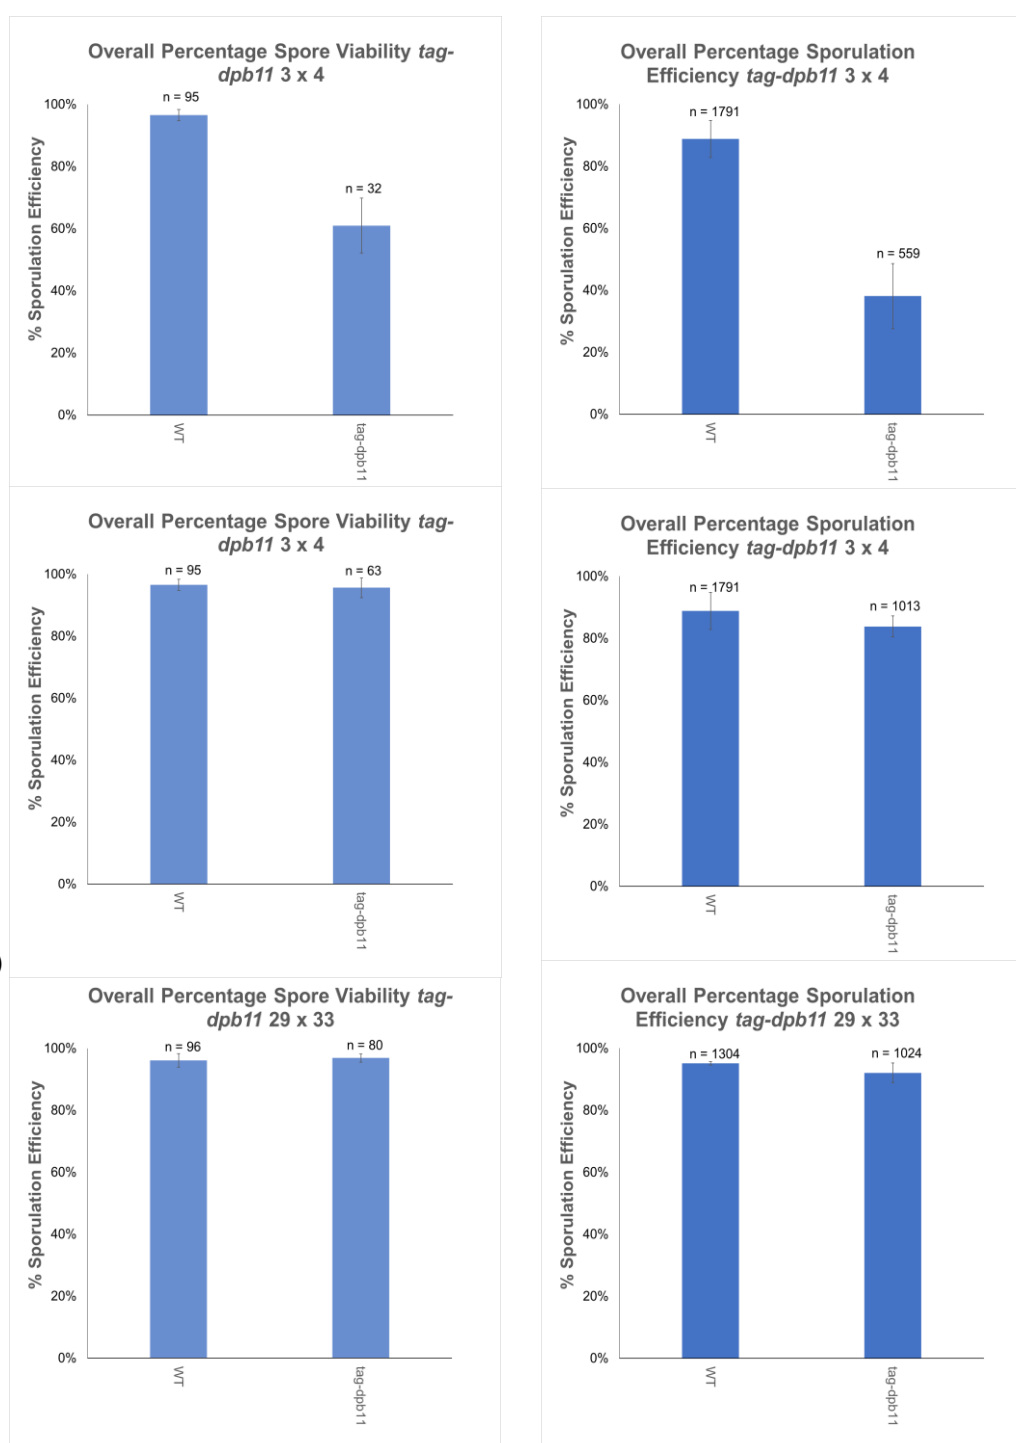 Overall Percentage Spore Viability tag-
dpb11 3 x 4
n = 95
100%
80%
n = 32
60%
40%
20%
0%
% Sporulation Efficiency
WT
tag-dpb11
Overall Percentage Sporulation
Efficiency tag-dpb11 3 x 4
100%
n = 1791
80%
60%
n = 559
40%
20%
0%
% Sporulation Efficiency
WT
tag-dpb11
Overall Percentage Spore Viability tag-
dpb11 3 x 4
100%
n = 95
n = 63
80%
60%
40%
20%
0%
% Sporulation Efficiency
WT
tag-dpb11
Overall Percentage Sporulation
Efficiency tag-dpb11 3 x 4
100%
n = 1791
n = 1013
80%
60%
40%
20%
0%
% Sporulation Efficiency
WT
tag-dpb11
)
Overall Percentage Spore Viability tag-
dpb11 29 x 33
100%
n = 96
n = 80
80%
60%
40%
20%
0%
% Sporulation Efficiency
WT
tag-dpb11
Overall Percentage Sporulation
Efficiency tag-dpb11 29 x 33
100%
n = 1304
n = 1024
80%
60%
40%
20%
0%
% Sporulation Efficiency
WT
tag-dpb11